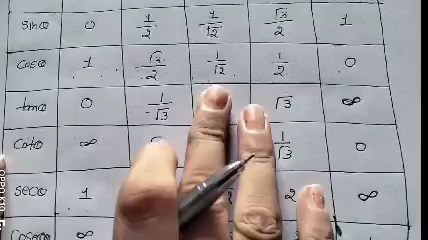 sinθ 0 1/2 1/√2 √3/2 1
cosθ 1 √3/2 1/√2 1/2 0
tanθ 0 1/√3 √3 ∞
cotθ ∞ 1/√3 0
secθ 1 2 ∞
cosecθ ∞
OPPO